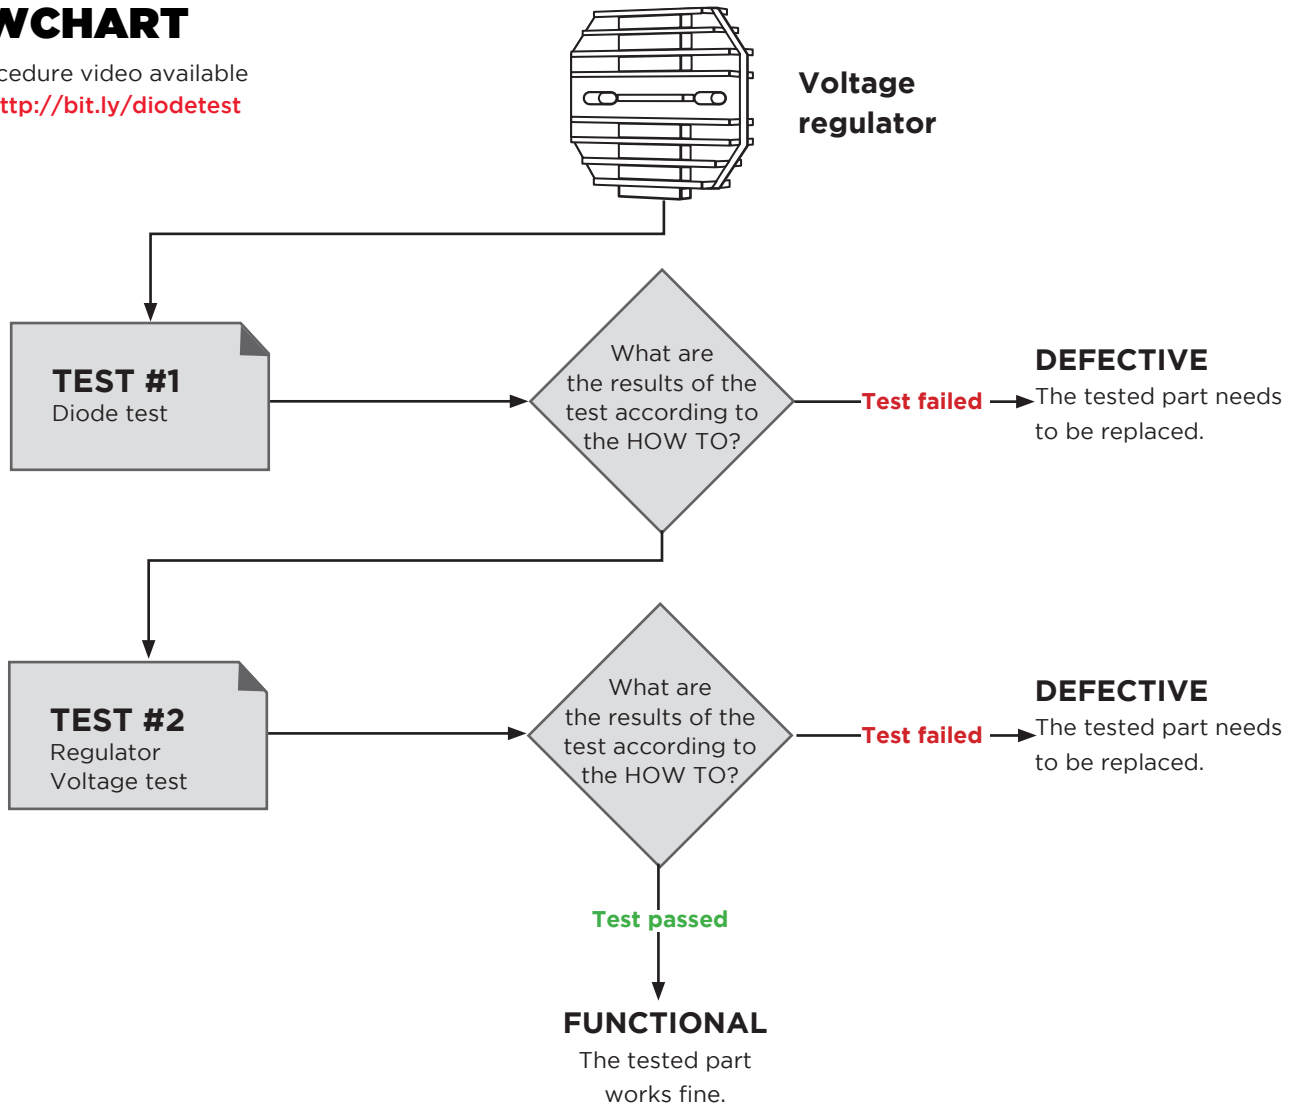 WCHART
cedure video available
ttp://bit.ly/diodetest
Voltage
regulator
TEST #1
Diode test
What are
the results of the
test according to
the HOW TO?
Test failed
DEFECTIVE
The tested part needs
to be replaced.
TEST #2
Regulator
Voltage test
What are
the results of the
test according to
the HOW TO?
Test failed
DEFECTIVE
The tested part needs
to be replaced.
Test passed
FUNCTIONAL
The tested part
works fine.